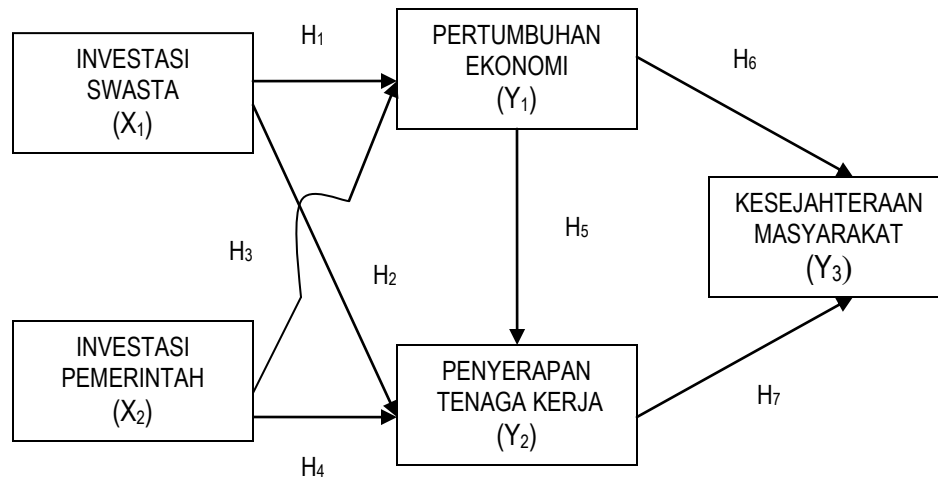 H₁
INVESTASI
SWASTA
(X₁)
PERTUMBUHAN
EKONOMI
(Y₁)
H₆
KESEJAHTERAAN
MASYARAKAT
(Y₃)
H₃
H₂
H₅
INVESTASI
PEMERINTAH
(X₂)
PENYERAPAN
TENAGA KERJA
(Y₂)
H₇
H₄